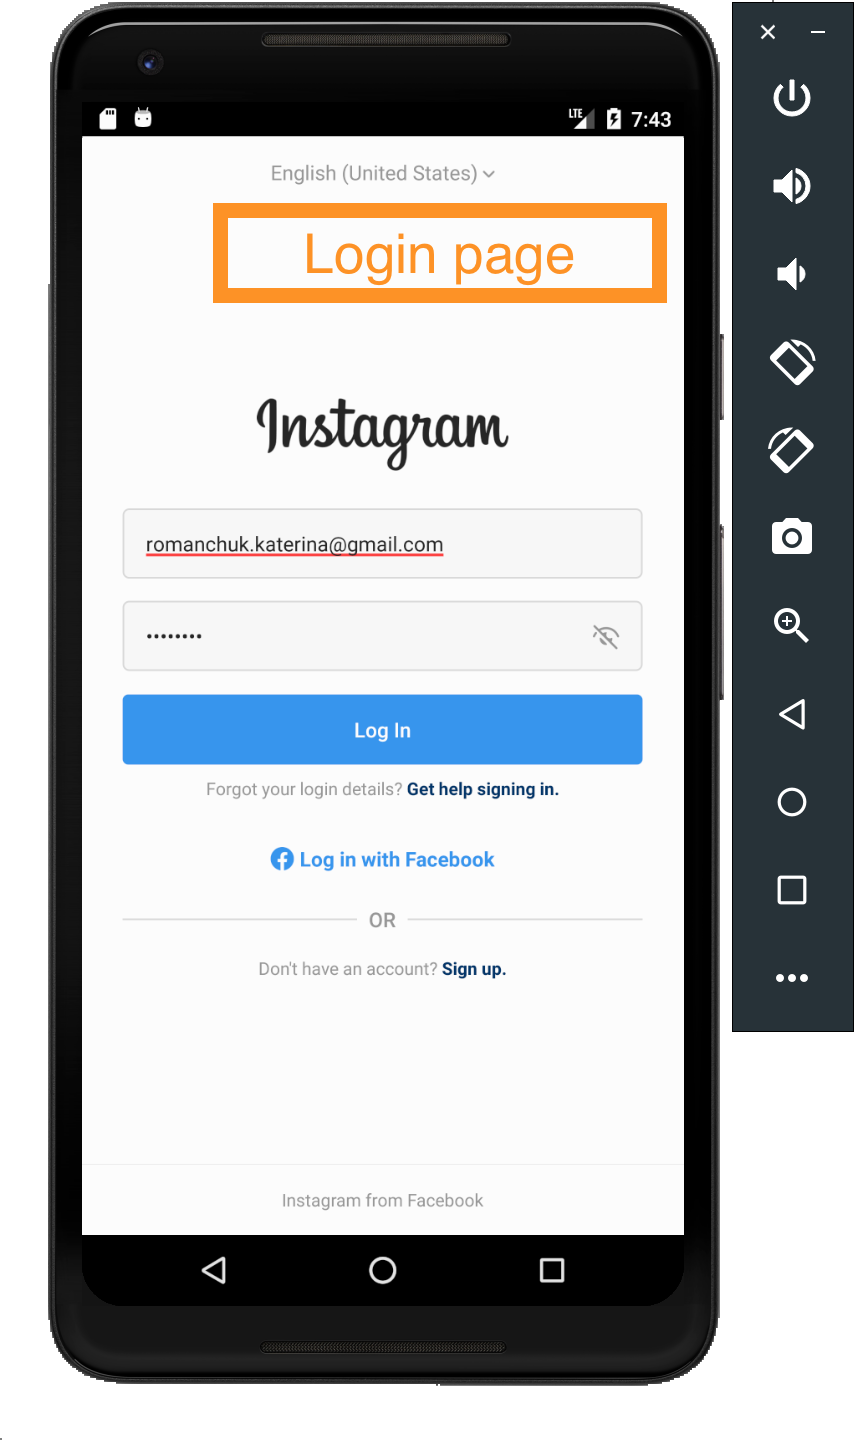 LTE 7:43
English (United States)
Login page
Instagram
romanchuk.katerina@gmail.com
••••••••
Log In
Forgot your login details? Get help signing in.
Log in with Facebook
OR
Don't have an account? Sign up.
Instagram from Facebook